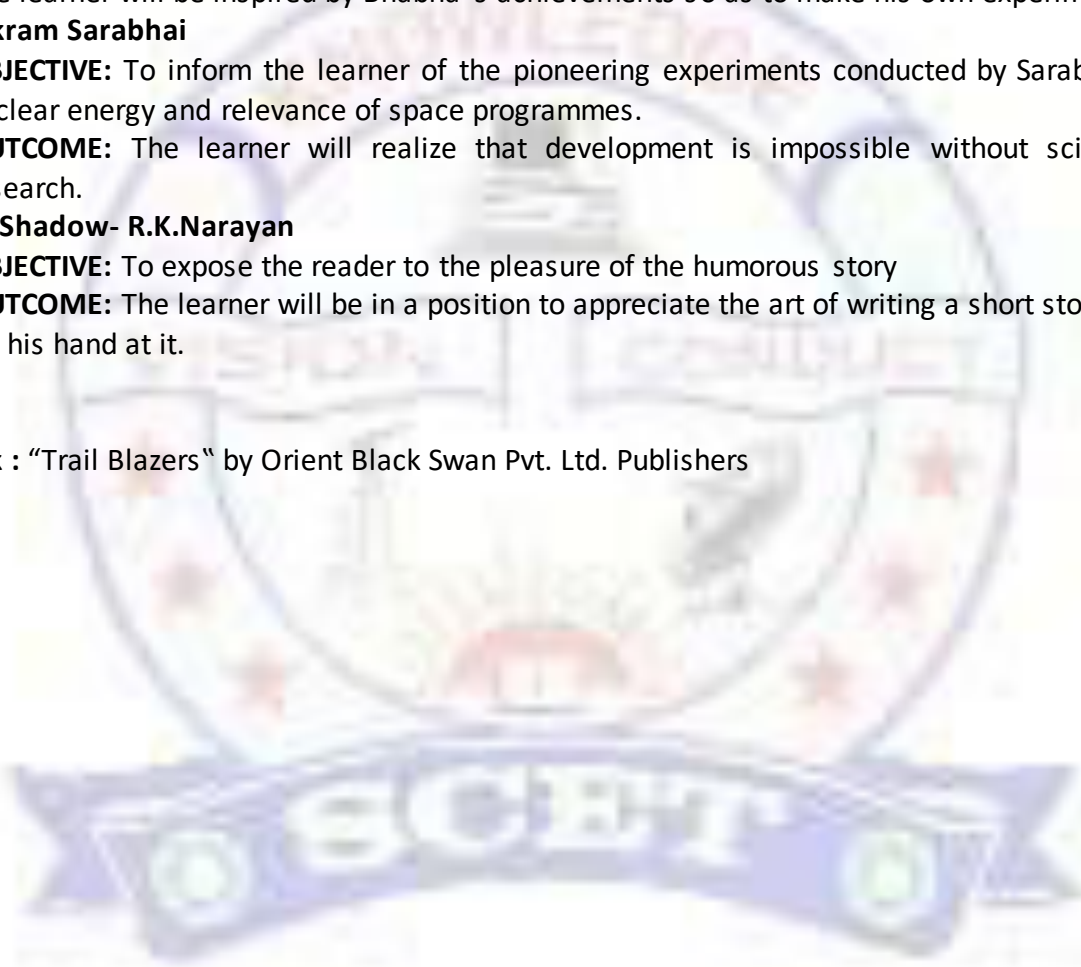 e learner will be inspired by Bhabha's achievements so as to make his own experim
kram Sarabhai
BJECTIVE: To inform the learner of the pioneering experiments conducted by Sarab
clear energy and relevance of space programmes.
UTCOME: The learner will realize that development is impossible without sci
search.
Shadow- R.K.Narayan
BJECTIVE: To expose the reader to the pleasure of the humorous story
UTCOME: The learner will be in a position to appreciate the art of writing a short sto
his hand at it.
: “Trail Blazers‟ by Orient Black Swan Pvt. Ltd. Publishers
SCET